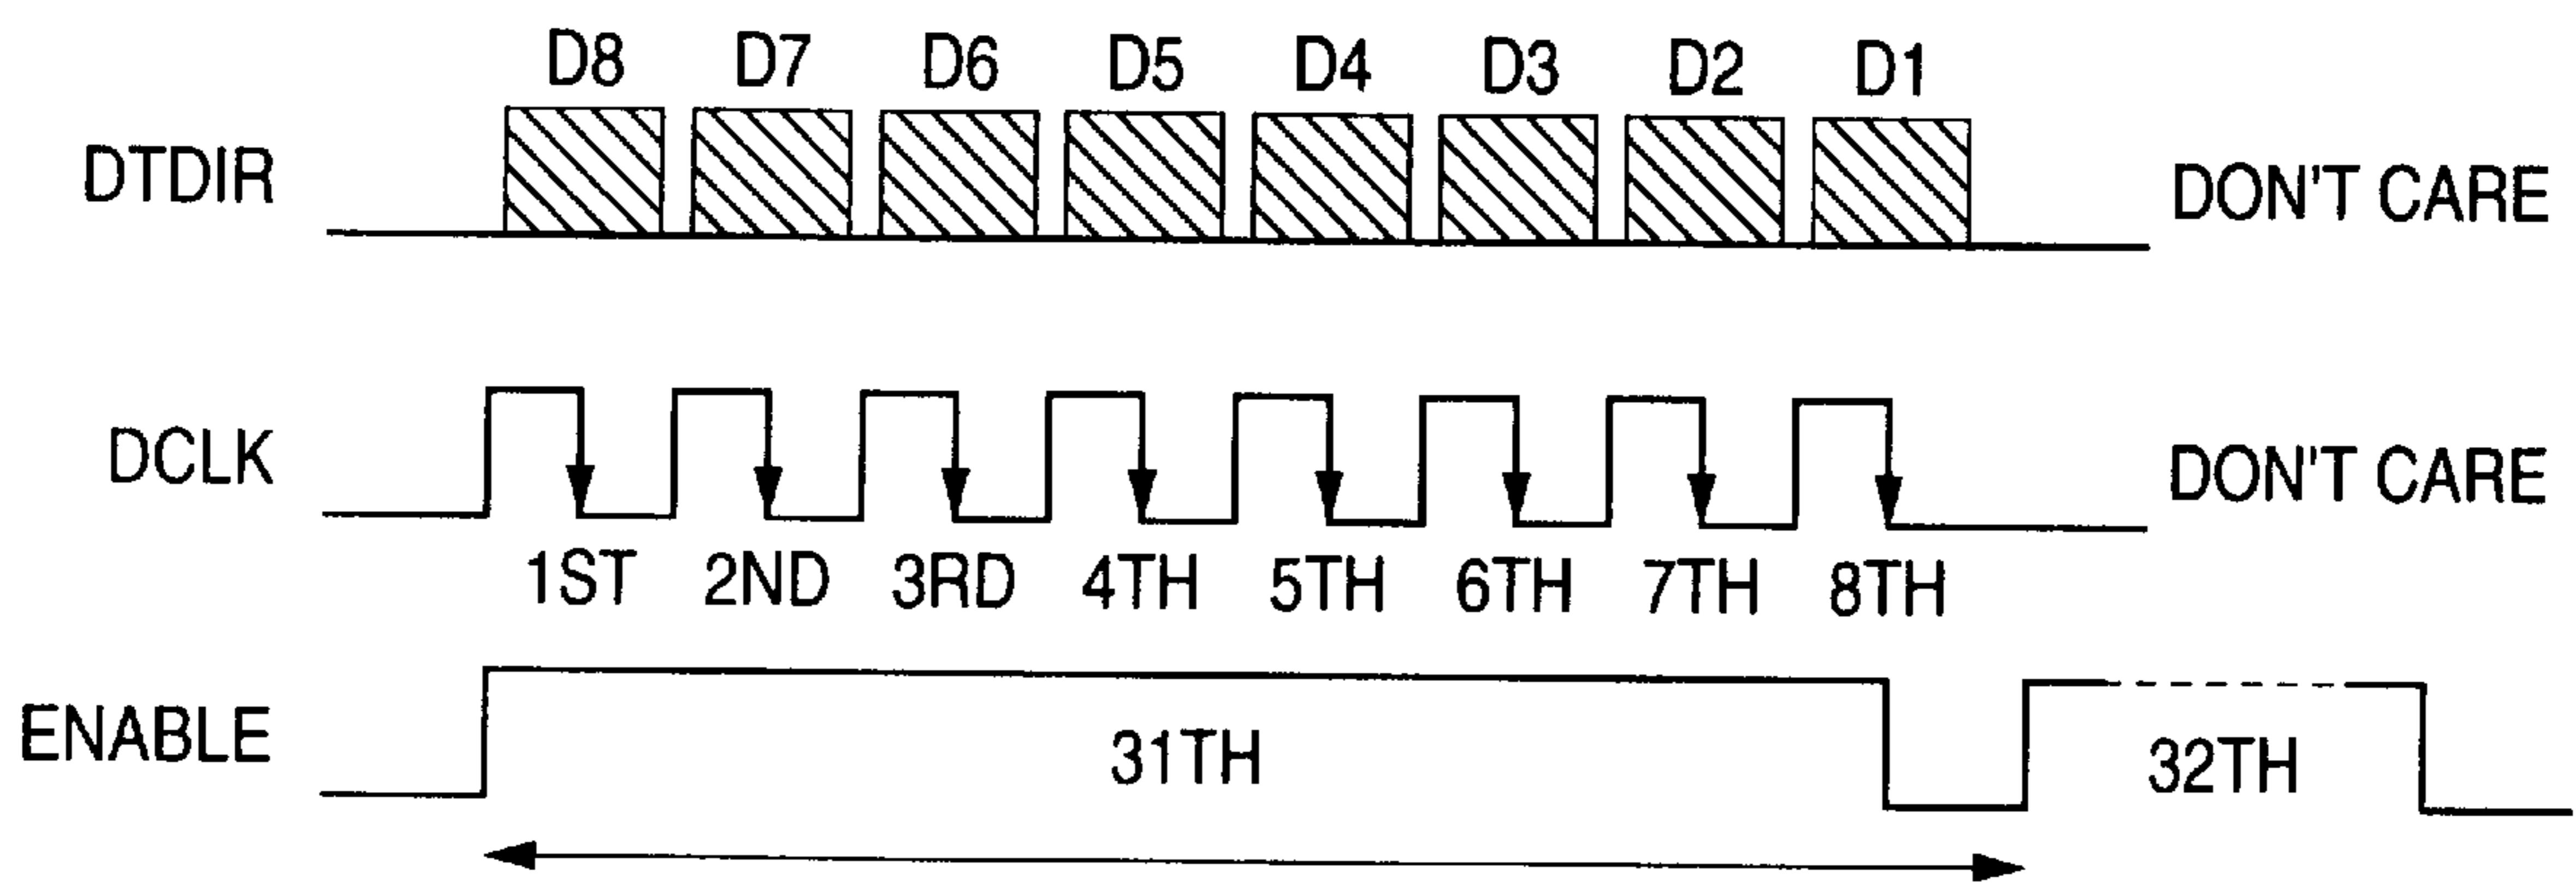 D8 D7 D6 D5 D4 D3 D2 D1
DTDIR DON'T CARE
DCLK DON'T CARE
1ST 2ND 3RD 4TH 5TH 6TH 7TH 8TH
ENABLE 31TH 32TH